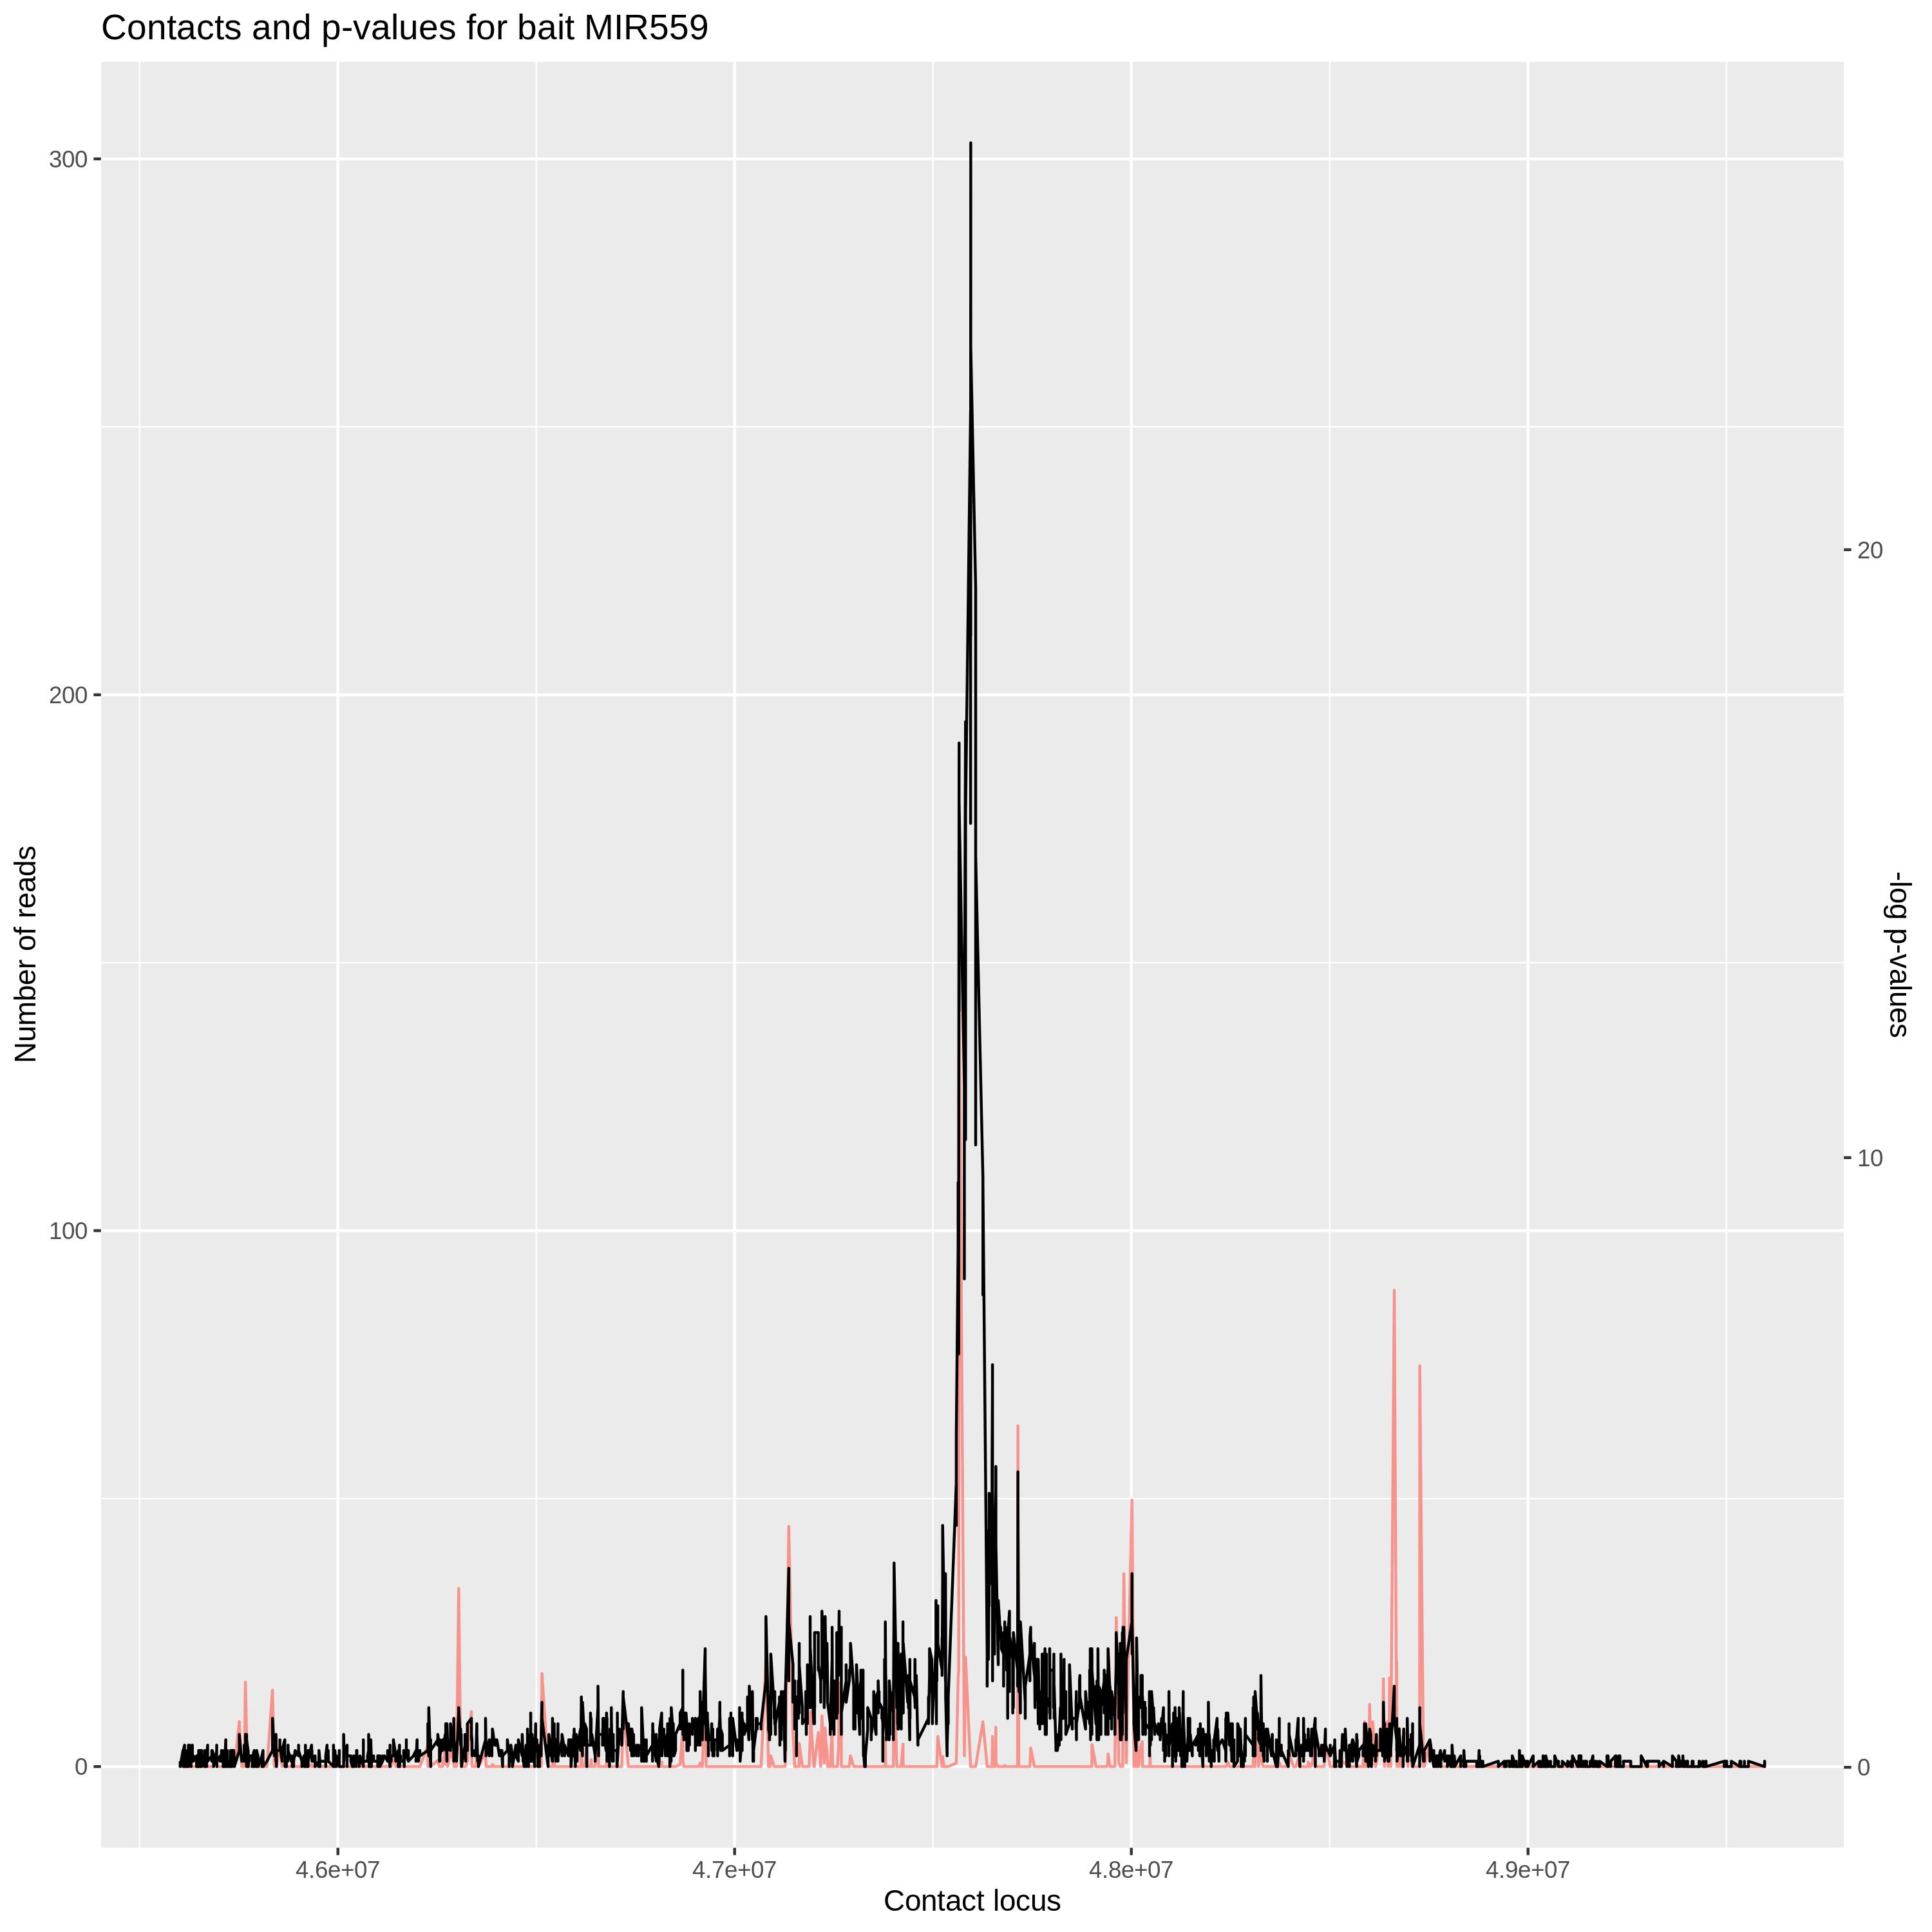 Contacts and p-values for bait MIR559
300
200
100
0
Number of reads
20
10
0
-log p-values
4.6e+07
4.7e+07
4.8e+07
4.9e+07
Contact locus